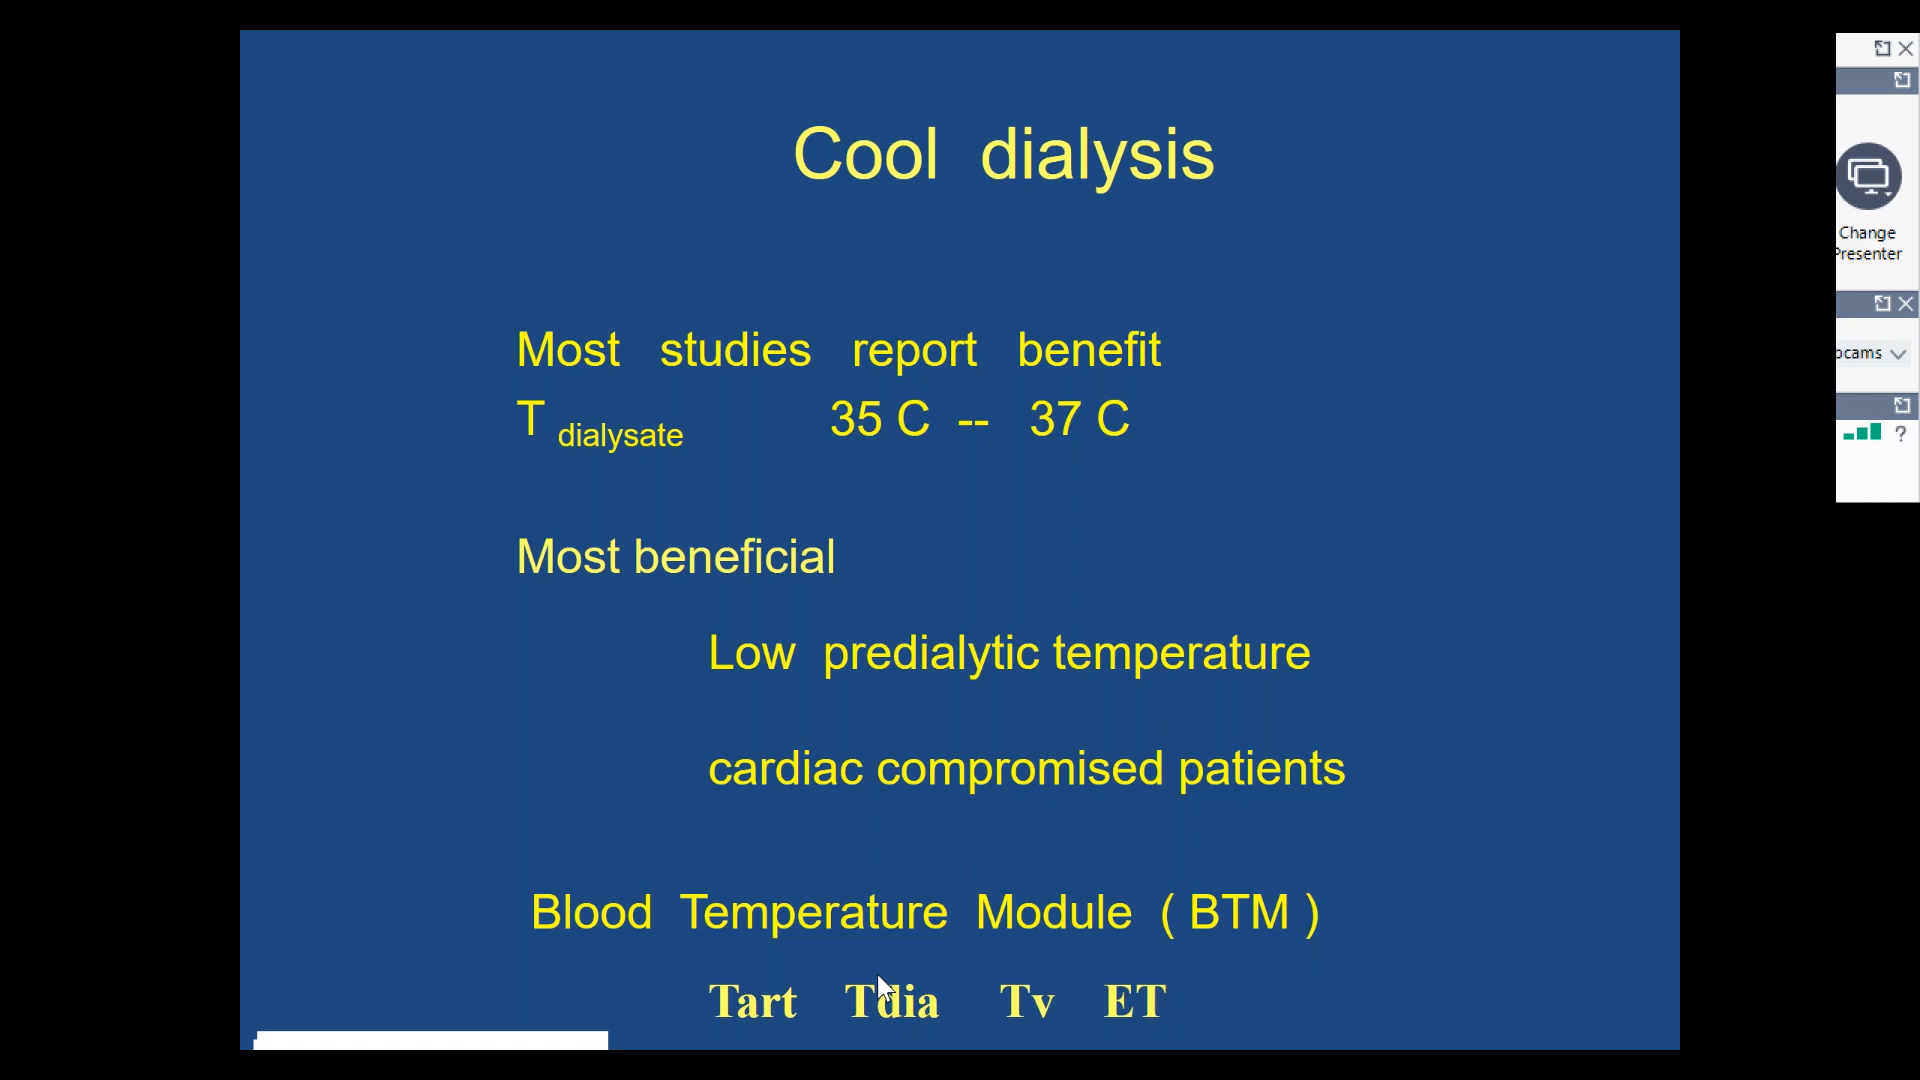 Cool dialysis
Most studies report benefit
T dialysate 35 C -- 37 C
Most beneficial
Low predialytic temperature
cardiac compromised patients
Blood Temperature Module ( BTM )
Tart Tdia Tv ET
Change
Presenter
?